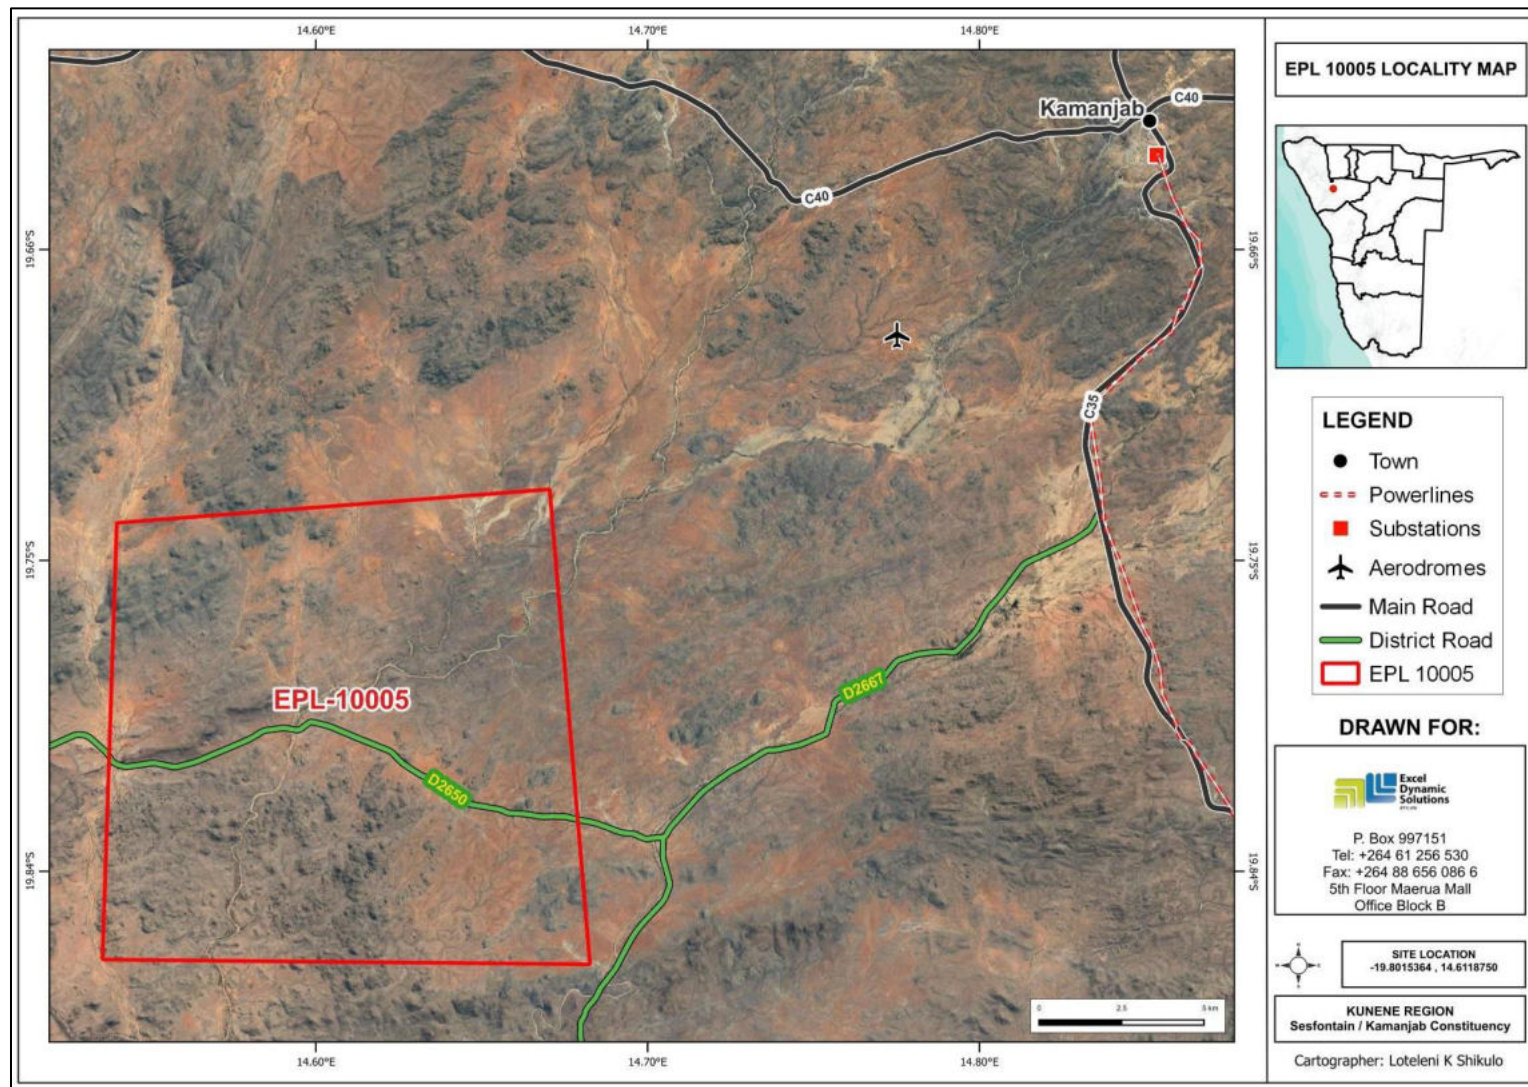 14.60°E
14.70°E
14.80°E
19.66°S
19.75°S
19.84°S
Kamanjab
C40
C40
C35
D2667
EPL-10005
D2650
0
2.5
5 km
19.66°S
19.75°S
19.84°S
14.60°E
14.70°E
14.80°E
EPL 10005 LOCALITY MAP
LEGEND
Town
Powerlines
Substations
Aerodromes
Main Road
District Road
EPL 10005
DRAWN FOR:
Excel
Dynamic
Solutions
P. Box 997151
Tel: +264 61 256 530
Fax: +264 88 656 086 6
5th Floor Maerua Mall
Office Block B
SITE LOCATION
-19.8015364 , 14.6118750
KUNENE REGION
Sesfontain / Kamanjab Constituency
Cartographer: Loteleni K Shikulo